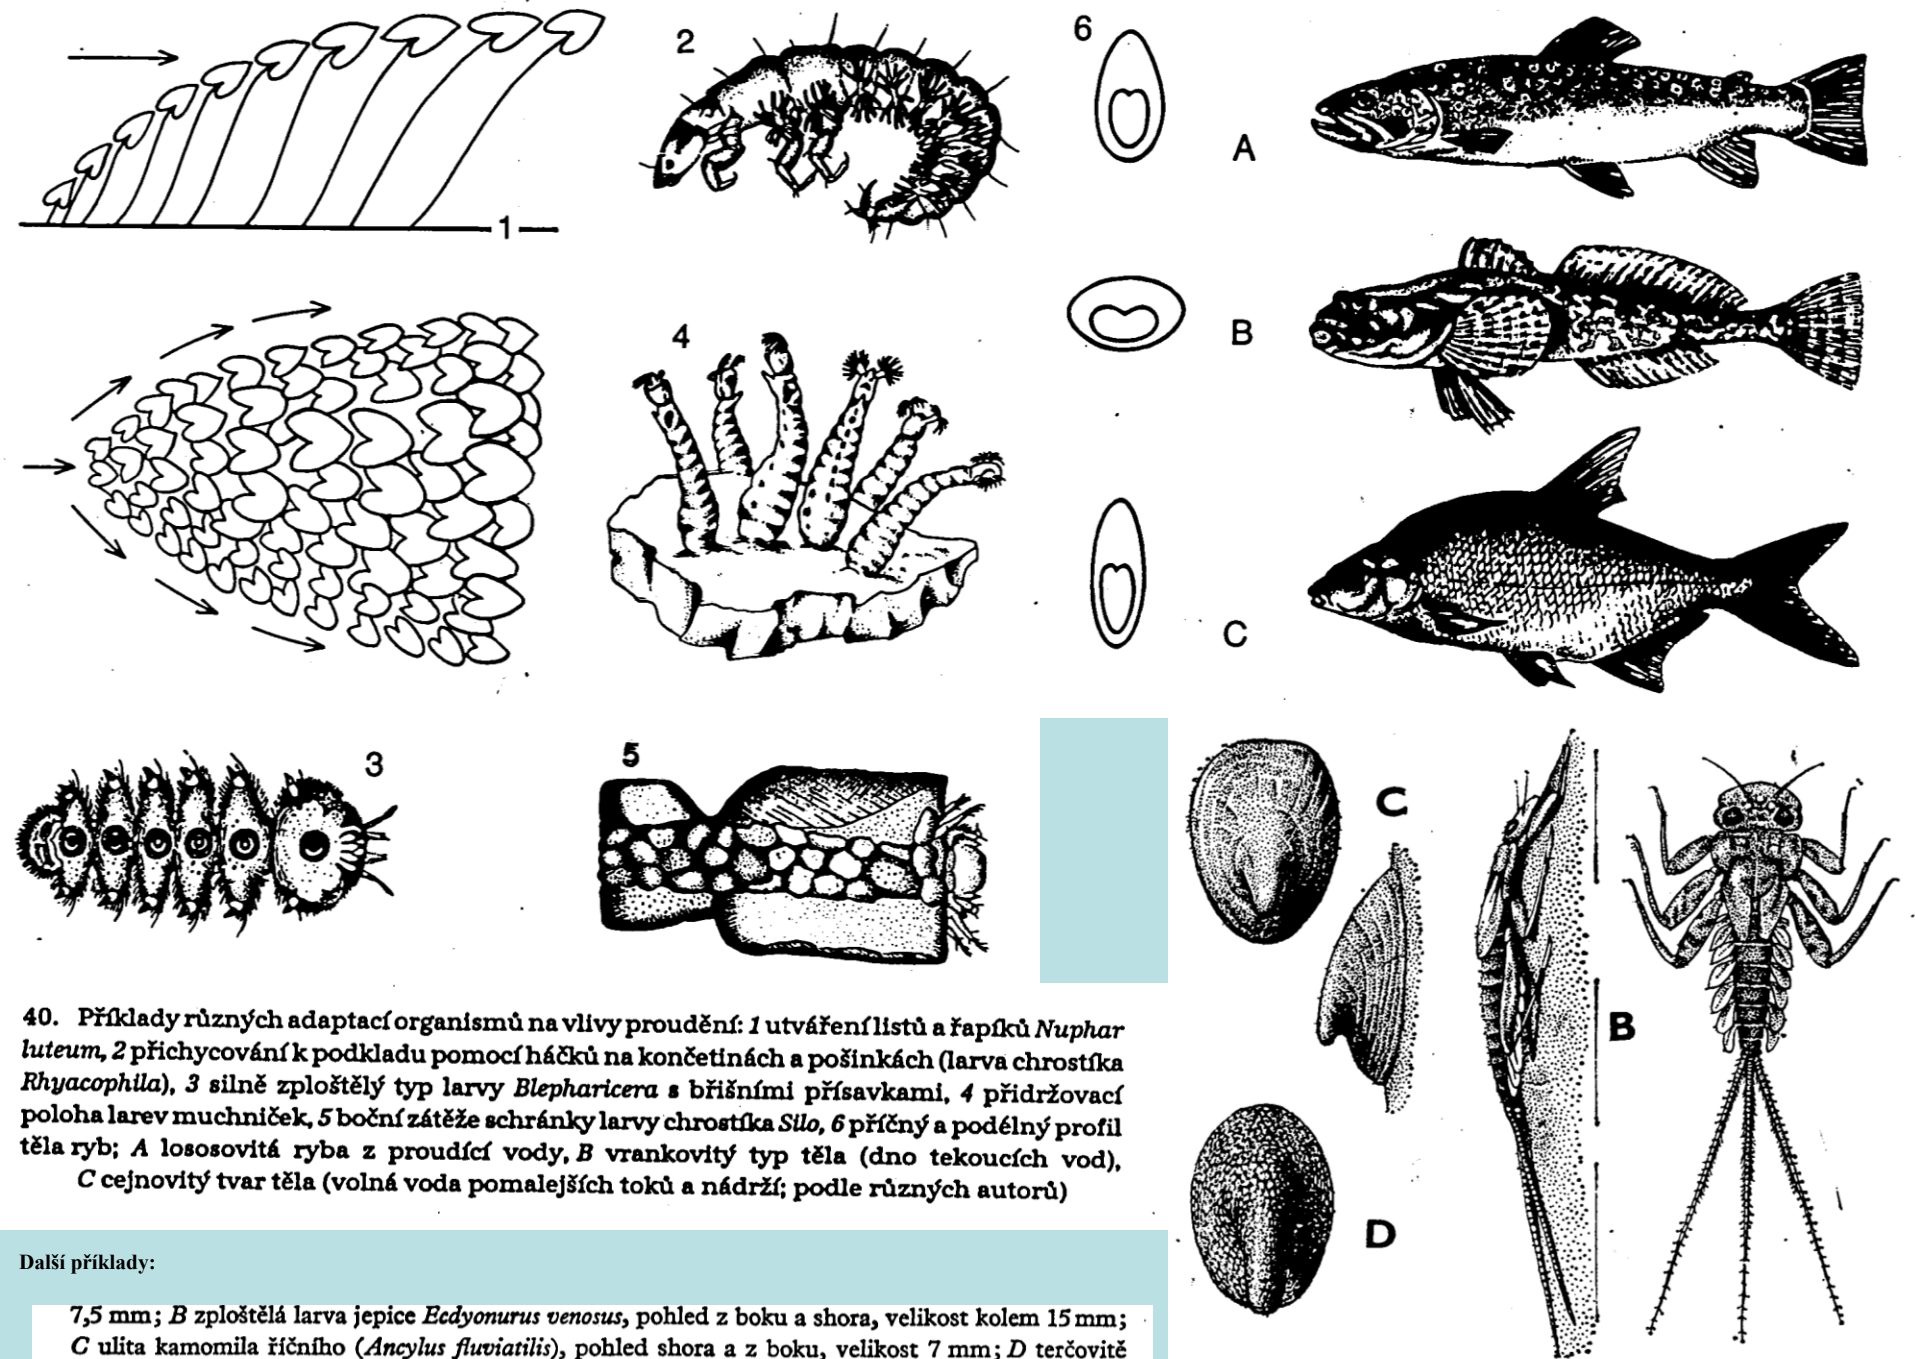 1
2
6
A
B
4
C
3
5
C
B
D
40. Příklady různých adaptací organismů na vlivy proudění: 1 utváření listů a řapíků Nuphar
luteum, 2 přichycování k podkladu pomocí háčků na končetinách a pošinkách (larva chrostíka
Rhyacophila), 3 silně zploštělý typ larvy Blepharicera s břišními přísavkami, 4 přidržovací
poloha larev muchniček, 5 boční zátěže schránky larvy chrostíka Silo, 6 příčný a podélný profil
těla ryb; A lososovitá ryba z proudící vody, B vrankovitý typ těla (dno tekoucích vod),
C cejnovitý tvar těla (volná voda pomalejších toků a nádrží; podle různých autorů)
Další příklady:
7,5 mm; B zploštělá larva jepice Ecdyonurus venosus, pohled z boku a shora, velikost kolem 15 mm;
C ulita kamomila říčního (Ancylus fluviatilis), pohled shora a z boku, velikost 7 mm; D terčovitě